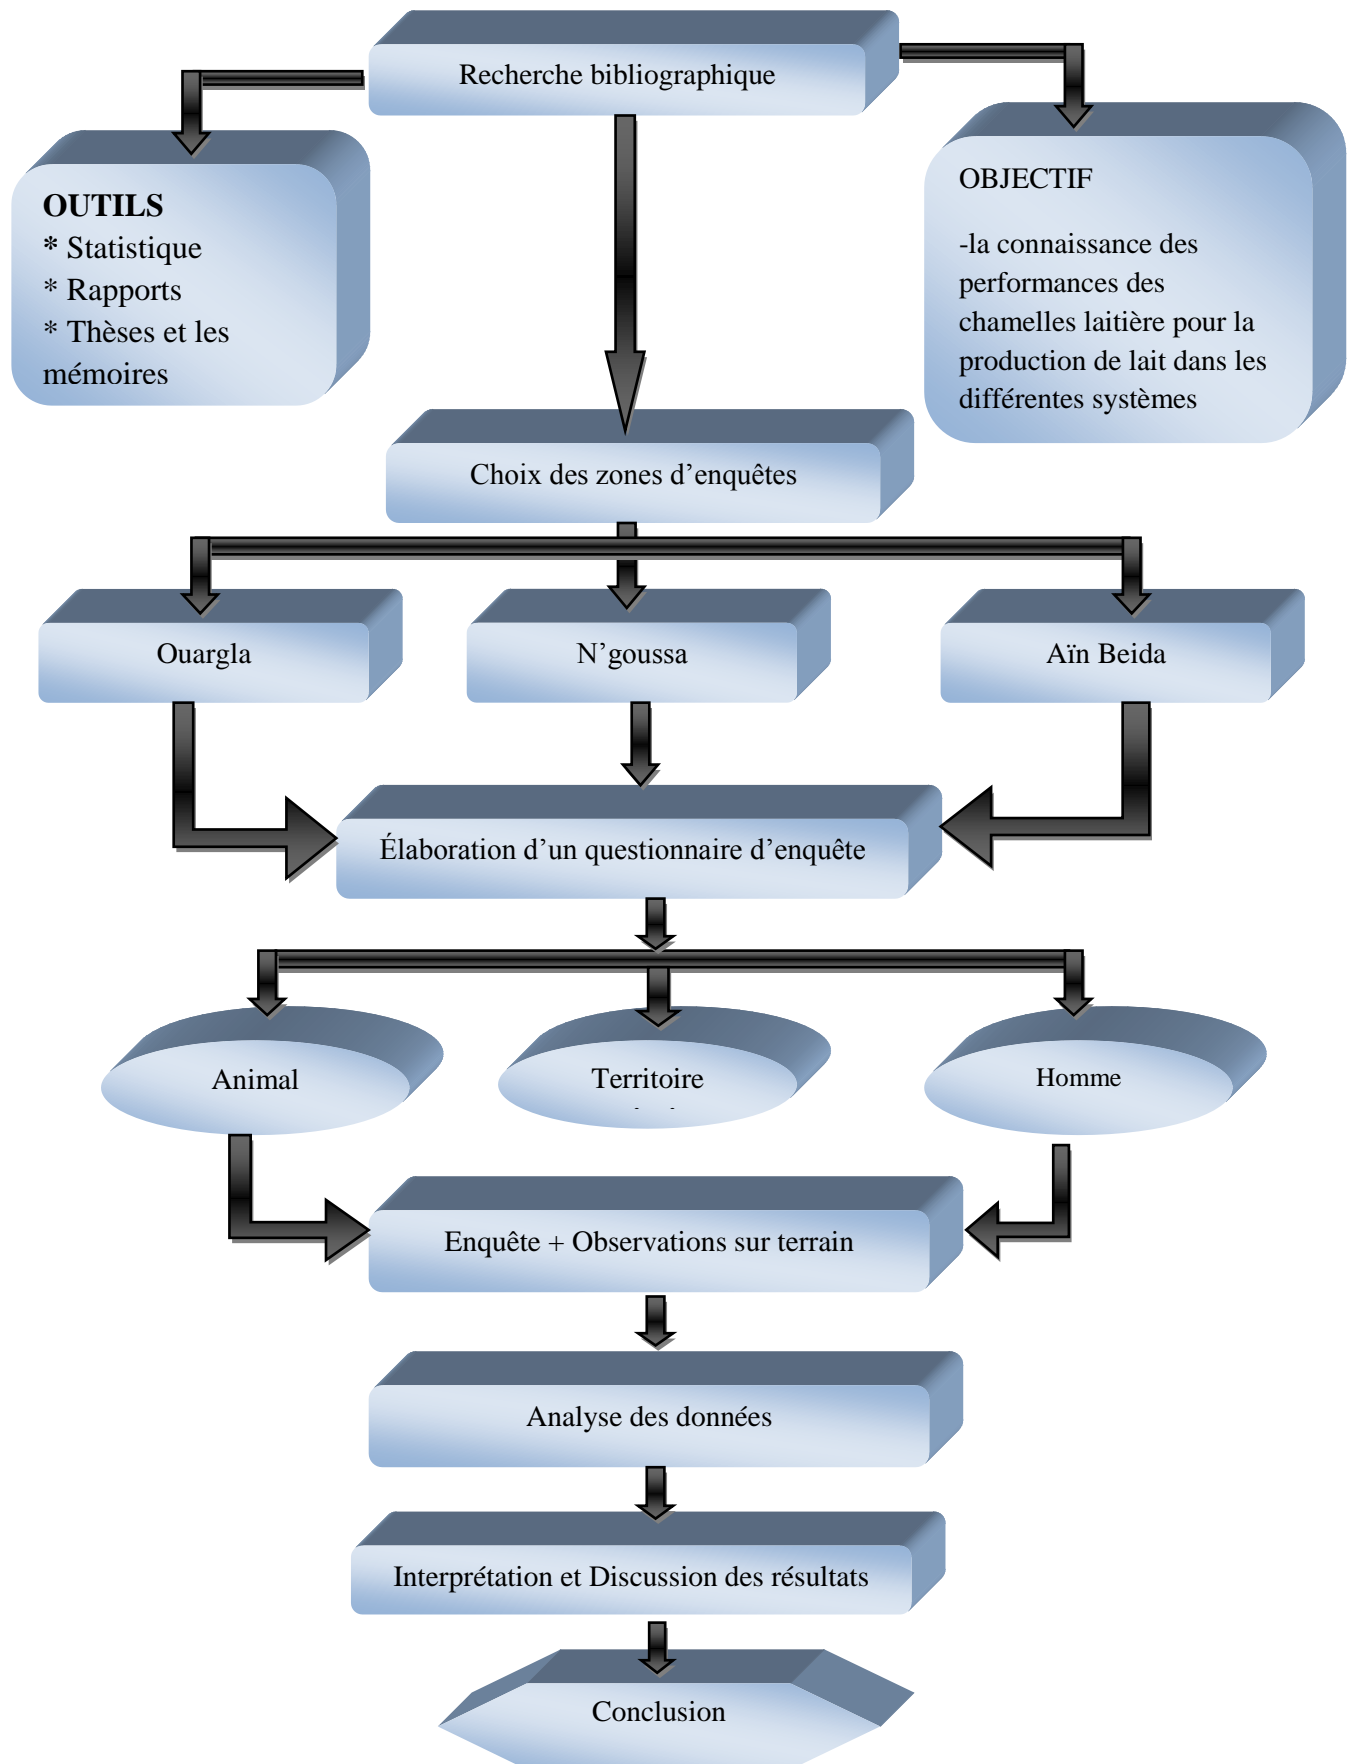 Recherche bibliographique
OUTILS
* Statistique
* Rapports
* Thèses et les
mémoires
OBJECTIF
-la connaissance des
performances des
chamelles laitière pour la
production de lait dans les
différentes systèmes
Choix des zones d’enquêtes
Ouargla
N’goussa
Aïn Beida
Élaboration d’un questionnaire d’enquête
Animal
Territoire
Homme
Enquête + Observations sur terrain
Analyse des données
Interprétation et Discussion des résultats
Conclusion